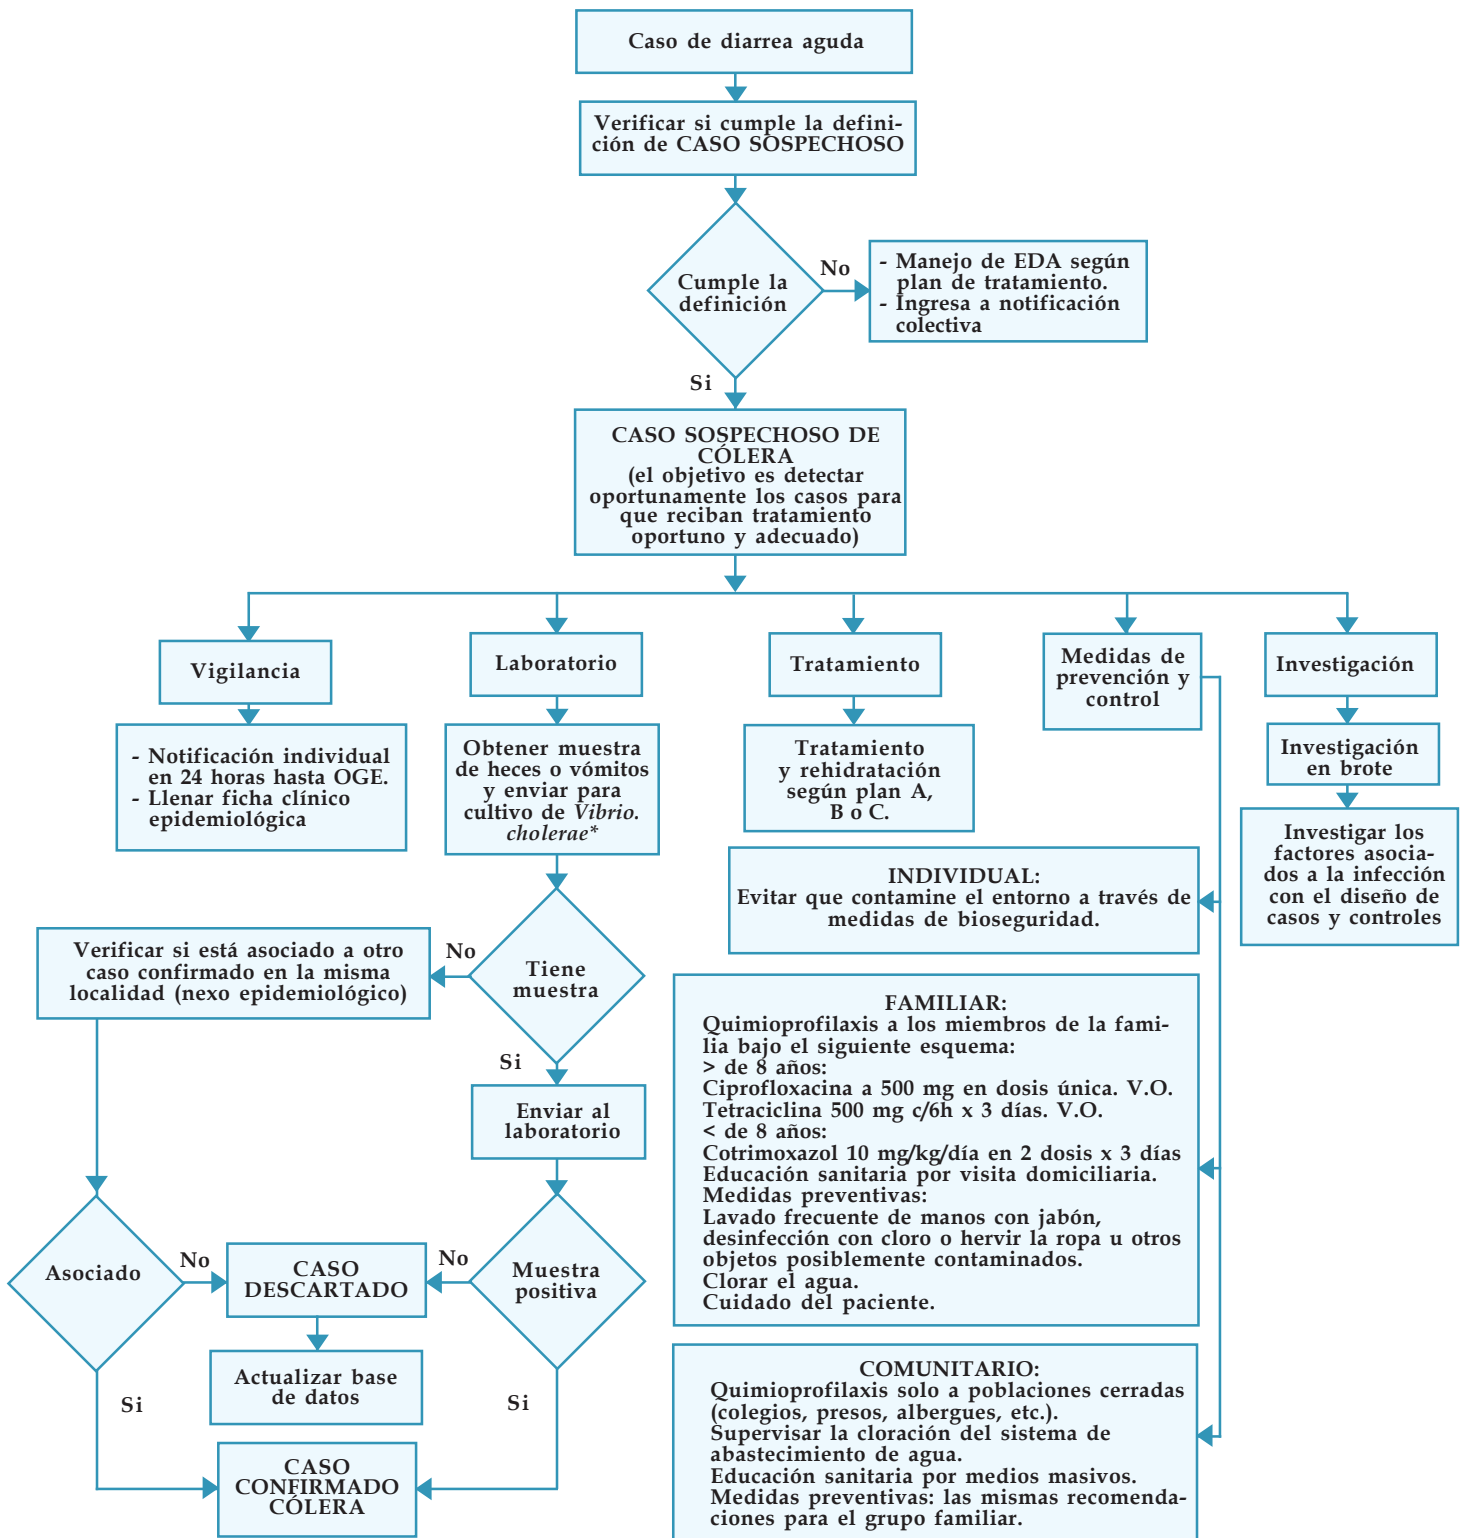 Caso de diarrea aguda
Verificar si cumple la defini-
ción de CASO SOSPECHOSO
Cumple la
definición
No
- Manejo de EDA según
plan de tratamiento.
- Ingresa a notificación
colectiva
Si
CASO SOSPECHOSO DE
CÓLERA
(el objetivo es detectar
oportunamente los casos para
que reciban tratamiento
oportuno y adecuado)
Vigilancia
- Notificación individual
en 24 horas hasta OGE.
- Llenar ficha clínico
epidemiológica
Laboratorio
Obtener muestra
de heces o vómitos
y enviar para
cultivo de Vibrio.
cholerae*
Tratamiento
Tratamiento
y rehidratación
según plan A,
B o C.
Medidas de
prevención y
control
Investigación
Investigación
en brote
Investigar los
factores asocia-
dos a la infección
con el diseño de
casos y controles
INDIVIDUAL:
Evitar que contamine el entorno a través de
medidas de bioseguridad.
Verificar si está asociado a otro
caso confirmado en la misma
localidad (nexo epidemiológico)
No
Tiene
muestra
Si
Enviar al
laboratorio
FAMILIAR:
Quimioprofilaxis a los miembros de la fami-
lia bajo el siguiente esquema:
> de 8 años:
Ciprofloxacina a 500 mg en dosis única. V.O.
Tetraciclina 500 mg c/6h x 3 días. V.O.
< de 8 años:
Cotrimoxazol 10 mg/kg/día en 2 dosis x 3 días
Educación sanitaria por visita domiciliaria.
Medidas preventivas:
Lavado frecuente de manos con jabón,
desinfección con cloro o hervir la ropa u otros
objetos posiblemente contaminados.
Clorar el agua.
Cuidado del paciente.
Asociado
No
CASO
DESCARTADO
No
Muestra
positiva
Actualizar base
de datos
Si
Si
CASO
CONFIRMADO
CÓLERA
COMUNITARIO:
Quimioprofilaxis solo a poblaciones cerradas
(colegios, presos, albergues, etc.).
Supervisar la cloración del sistema de
abastecimiento de agua.
Educación sanitaria por medios masivos.
Medidas preventivas: las mismas recomenda-
ciones para el grupo familiar.